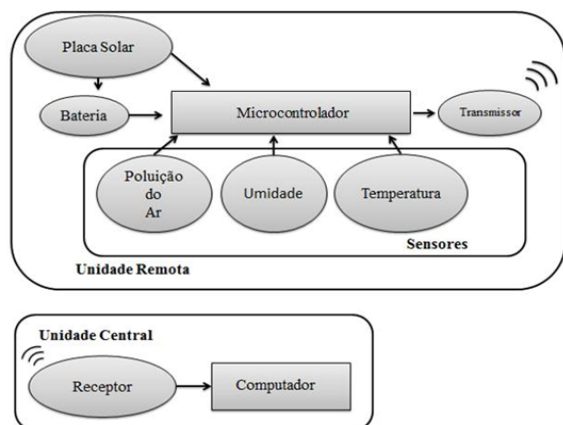 Placa Solar
Bateria
Microcontrolador
Transmissor
Poluição
do
Ar
Umidade
Temperatura
Sensores
Unidade Remota
Unidade Central
Receptor
Computador